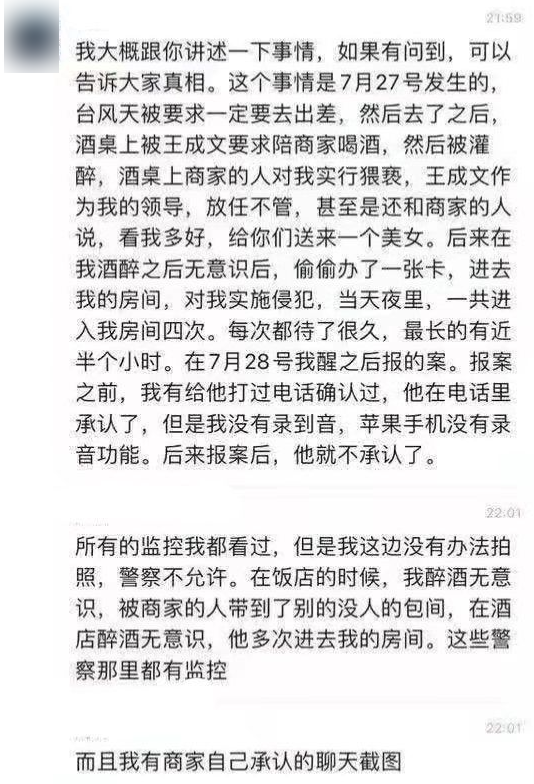 21:59
我大概跟你讲述一下事情，如果有问到，可以
告诉大家真相。这个事情是7月27号发生的，
台风天被要求一定要去出差，然后去了之后，
酒桌上被王成文要求陪商家喝酒，然后被灌
醉，酒桌上商家的人对我实行猥亵，王成文作
为我的领导，放任不管，甚至是还和商家的人
说，看我多好，给你们送来一个美女。后来在
我酒醉之后无意识后，偷偷办了一张卡，进去
我的房间，对我实施侵犯，当天夜里，一共进
入我房间四次。每次都待了很久，最长的有近
半个小时。在7月28号我醒之后报的案。报案
之前，我有给他打过电话确认过，他在电话里
承认了，但是我没有录到音，苹果手机没有录
音功能。后来报案后，他就不承认了。
22:01
所有的监控我都看过，但是我这边没有办法拍
照，警察不允许。在饭店的时候，我醉酒无意
识，被商家的人带到了别的没人的包间，在酒
店醉酒无意识，他多次进去我的房间。这些警
察那里都有监控
22:01
而且我有商家自己承认的聊天截图